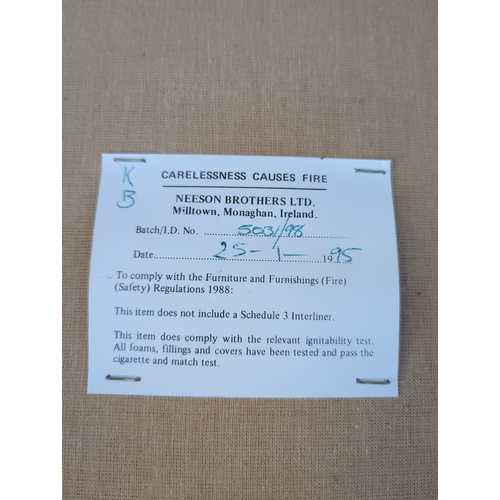 K
B
CARELESSNESS CAUSES FIRE
NEESON BROTHERS LTD.
Milltown, Monaghan, Ireland.
Batch/I.D. No. 5031/98
Date 25-1-1995
To comply with the Furniture and Furnishings (Fire)
(Safety) Regulations 1988:
This item does not include a Schedule 3 Interliner.
This item does comply with the relevant ignitability test.
All foams, fillings and covers have been tested and pass the
cigarette and match test.